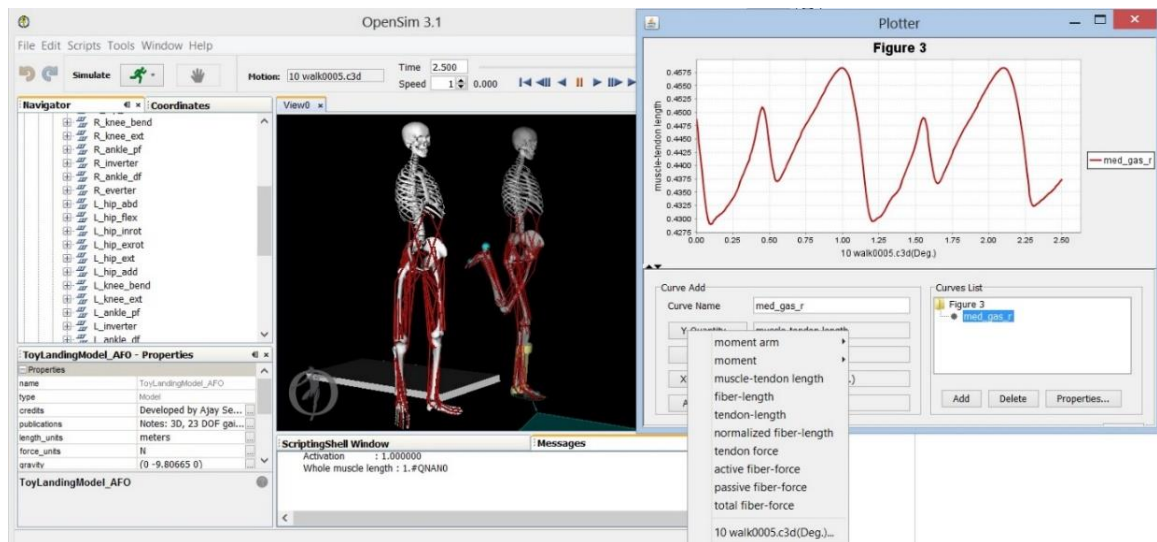 OpenSim 3.1
File Edit Scripts Tools Window Help
Simulate
Motion: 10 walk0005.c3d
Time 2.500
Speed 1 0.000
Navigator
Coordinates
R_knee_bend
R_knee_ext
R_ankle_pf
R_inverter
R_ankle_df
R_everter
L_hip_abd
L_hip_flex
L_hip_inrot
L_hip_exrot
L_hip_ext
L_hip_add
L_knee_bend
L_knee_ext
L_ankle_pf
L_inverter
L_ankle_df
ToyLandingModel_AFO - Properties
Properties
name ToyLandingModel_AFO
type Model
credits Developed by Ajay Se...
publications Notes: 3D, 23 DOF gai...
length_units meters
force_units N
gravity (0 -9.80665 0)
ToyLandingModel_AFO
View0
ScriptingShell Window
Messages
Activation : 1.000000
Whole muscle length : 1.#QNAN0
Plotter
Figure 3
muscle-tendon length
0.4575
0.4550
0.4525
0.4500
0.4475
0.4450
0.4425
0.4400
0.4375
0.4350
0.4325
0.4300
0.4275
0.00 0.25 0.50 0.75 1.00 1.25 1.50 1.75 2.00 2.25 2.50
10 walk0005.c3d(Deg.)
med_gas_r
Curve Add
Curve Name med_gas_r
Y-Quantity muscle-tendon length
X
A
moment arm
moment
muscle-tendon length
fiber-length
tendon-length
normalized fiber-length
tendon force
active fiber-force
passive fiber-force
total fiber-force
10 walk0005.c3d(Deg.)...
Curves List
Figure 3
med_gas_r
Add Delete Properties...